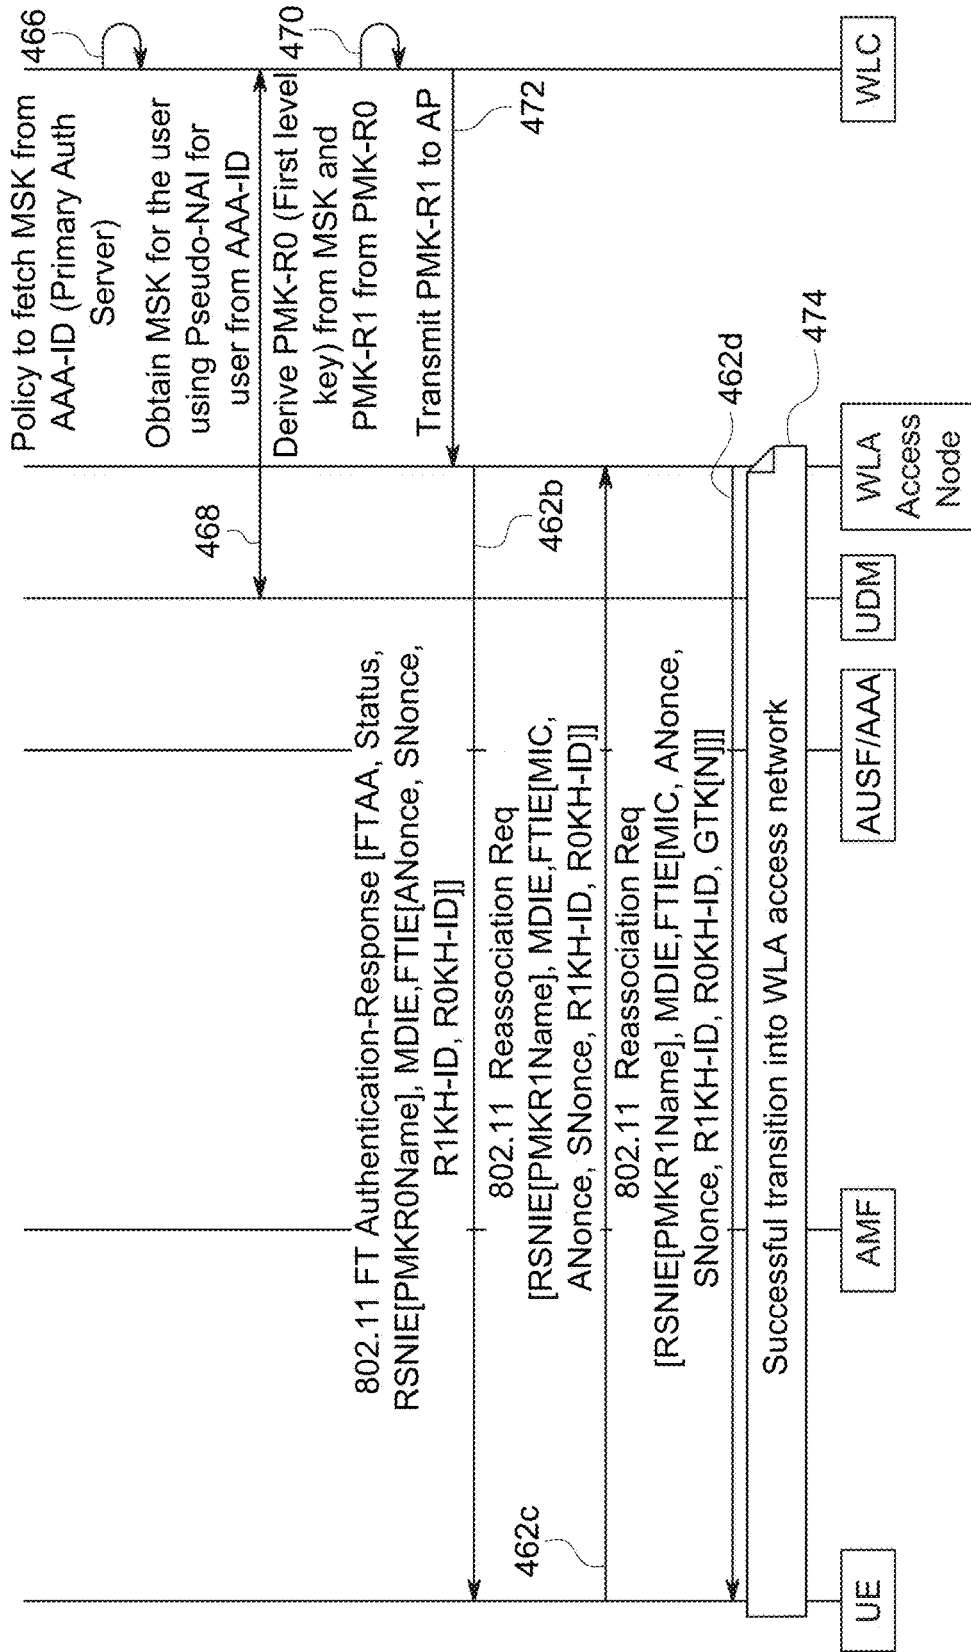 Policy to fetch MSK from
AAA-ID (Primary Auth
Server)
466
Obtain MSK for the user
using Pseudo-NAI for
user from AAA-ID
468
Derive PMK-R0 (First level
key) from MSK and
PMK-R1 from PMK-R0
470
Transmit PMK-R1 to AP
472
802.11 FT Authentication-Response [FTAA, Status,
RSNIE[PMKR0Name], MDIE,FTIE[ANonce, SNonce,
R1KH-ID, R0KH-ID]]
462b
802.11 Reassociation Req
[RSNIE[PMKR1Name], MDIE,FTIE[MIC,
ANonce, SNonce, R1KH-ID, R0KH-ID]]
462c
802.11 Reassociation Req
[RSNIE[PMKR1Name], MDIE,FTIE[MIC, ANonce,
SNonce, R1KH-ID, R0KH-ID, GTK[N]]]
462d
Successful transition into WLA access network
474
UE
AMF
AUSF/AAA
UDM
WLA
Access
Node
WLC